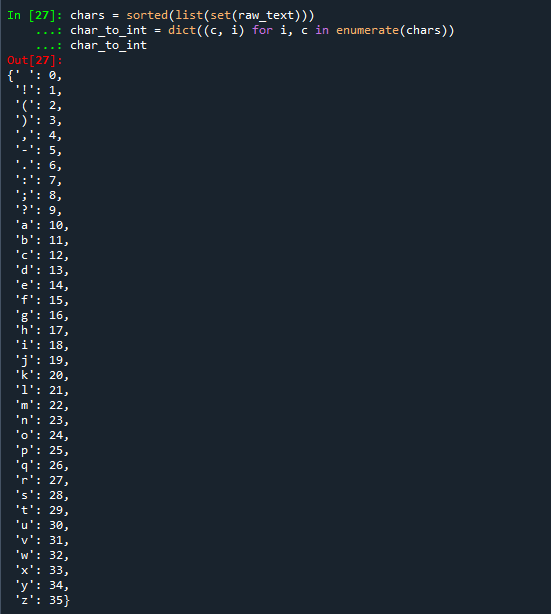 In [27]: chars = sorted(list(set(raw_text)))
    ...: char_to_int = dict((c, i) for i, c in enumerate(chars))
    ...: char_to_int
Out[27]:
{' ': 0,
 '!': 1,
 '(': 2,
 ')': 3,
 ',': 4,
 '-': 5,
 '.': 6,
 ':': 7,
 ';': 8,
 '?': 9,
 'a': 10,
 'b': 11,
 'c': 12,
 'd': 13,
 'e': 14,
 'f': 15,
 'g': 16,
 'h': 17,
 'i': 18,
 'j': 19,
 'k': 20,
 'l': 21,
 'm': 22,
 'n': 23,
 'o': 24,
 'p': 25,
 'q': 26,
 'r': 27,
 's': 28,
 't': 29,
 'u': 30,
 'v': 31,
 'w': 32,
 'x': 33,
 'y': 34,
 'z': 35}